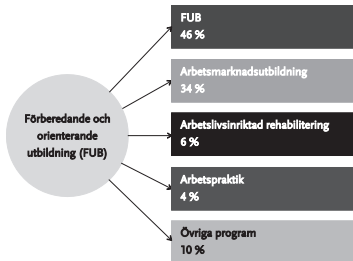 Förberedande och
orienterande
utbildning (FUB)
FUB
46 %
Arbetsmarknadsutbildning
34 %
Arbetslivsinriktad rehabilitering
6 %
Arbetspraktik
4 %
Övriga program
10 %